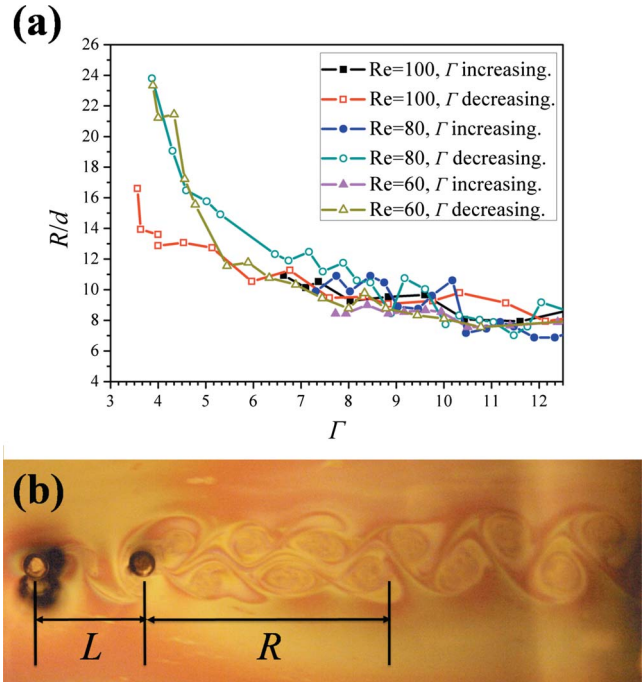 (a)
26
24
22
20
18
16
14
12
10
8
6
4
R/d
Re=100, Γ increasing.
Re=100, Γ decreasing.
Re=80, Γ increasing.
Re=80, Γ decreasing.
Re=60, Γ increasing.
Re=60, Γ decreasing.
3 4 5 6 7 8 9 10 11 12
Γ
(b)
L R